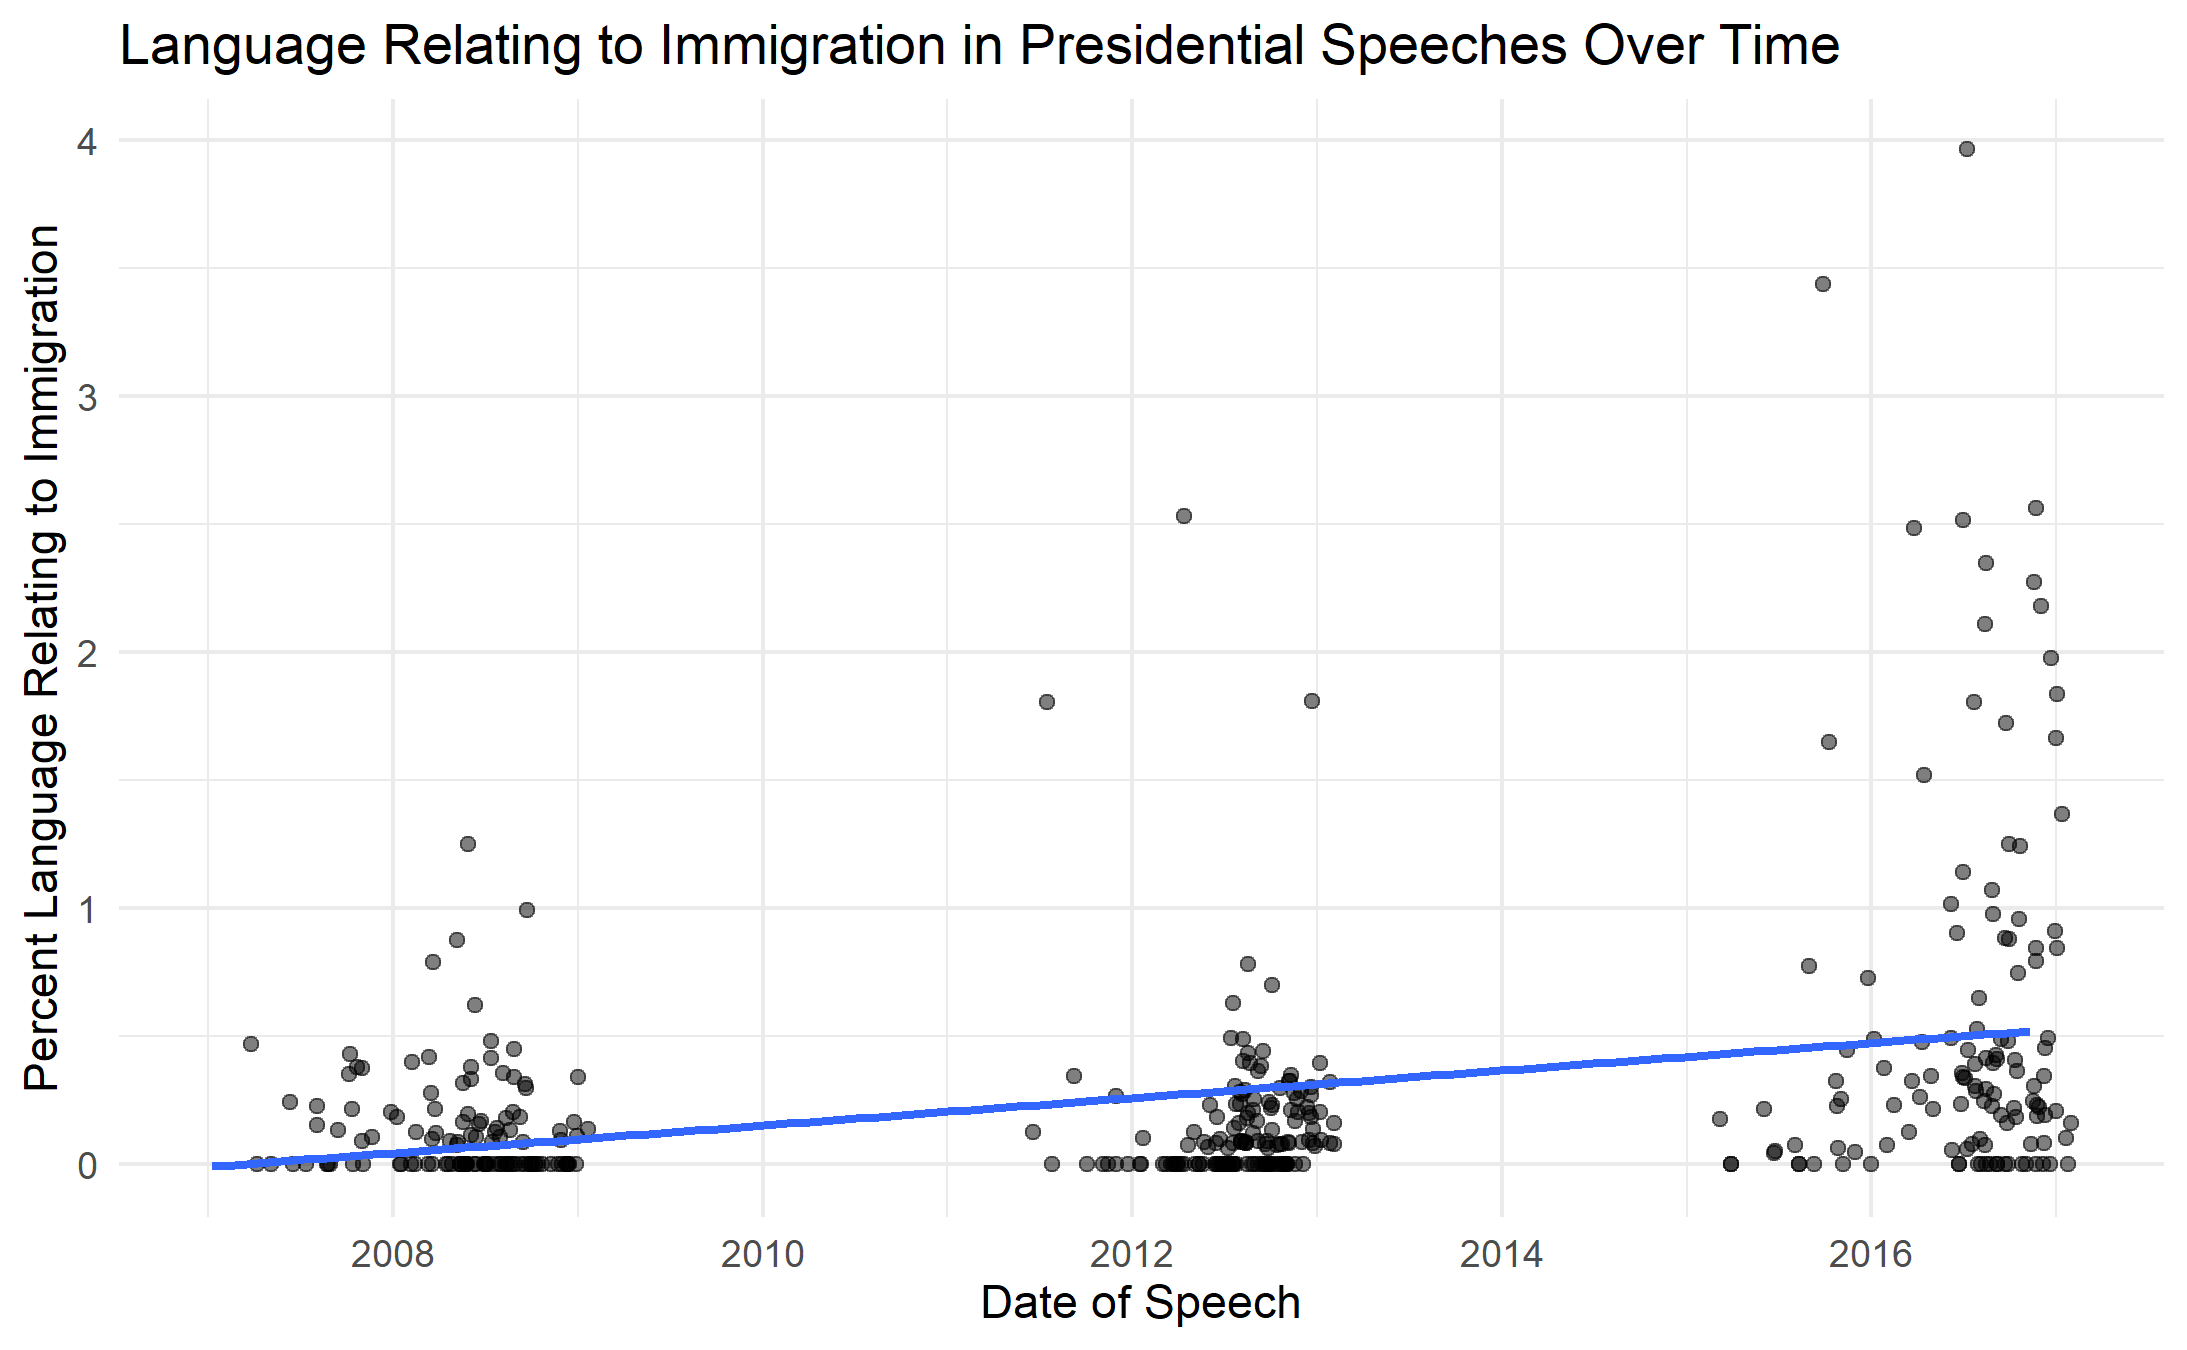 Language Relating to Immigration in Presidential Speeches Over Time
Percent Language Relating to Immigration
4
3
2
1
0
2008 2010 2012 2014 2016
Date of Speech